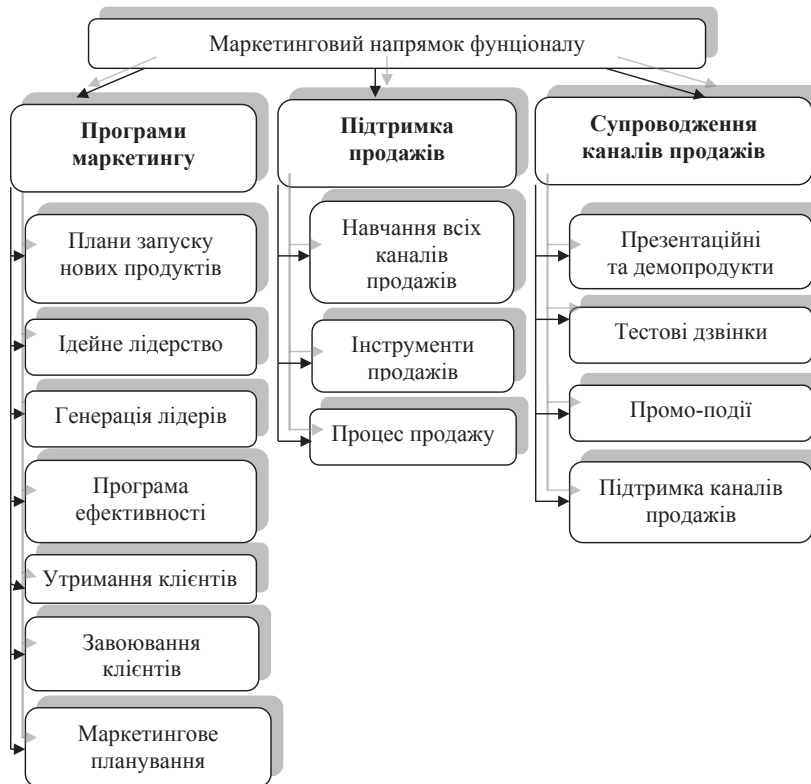 Маркетинговий напрямок фунціоналу
Програми
маркетингу
Плани запуску
нових продуктів
Ідейне лідерство
Генерація лідерів
Програма
ефективності
Утримання клієнтів
Завоювання
клієнтів
Маркетингове
планування
Підтримка
продажів
Навчання всіх
каналів
продажів
Інструменти
продажів
Процес продажу
Супроводження
каналів продажів
Презентаційні
та демопродукти
Тестові дзвінки
Промо-події
Підтримка каналів
продажів